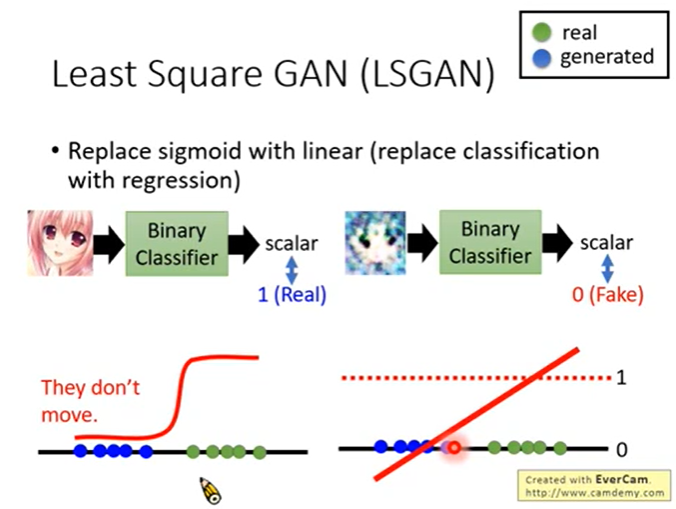 real
generated
Least Square GAN (LSGAN)
• Replace sigmoid with linear (replace classification
with regression)
Binary
Classifier
scalar
1 (Real)
Binary
Classifier
scalar
0 (Fake)
They don't
move.
1
0
Created with EverCam.
http://www.camdemy.com